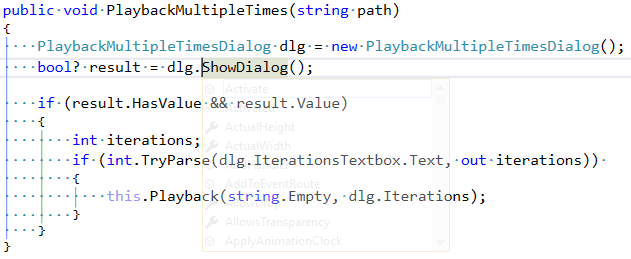 public void PlaybackMultipleTimes(string path)
{
PlaybackMultipleTimesDialog dlg = new PlaybackMultipleTimesDialog();
bool? result = dlg.ShowDialog();
Activate
if (result.HasValue && result.Value)
{
ActualHeight
int iterations;
ActualWidth
if (int.TryParse(dlg.IterationsTextbox.Text, out iterations))
{
AddToEventRoute
this.Playback(string.Empty, dlg.Iterations);
}
AllowsTransparency
}
ApplyAnimationClock
}